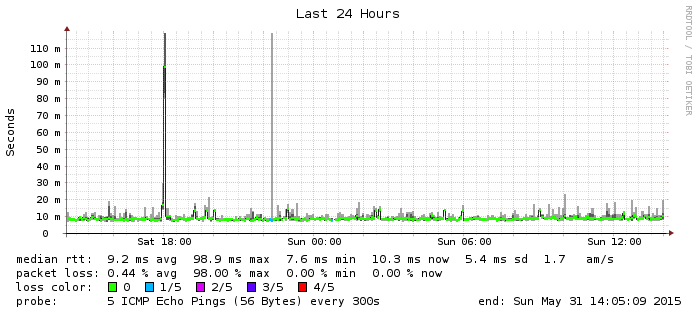 Last 24 Hours
RRDTOOL / TOBI OETIKER
Seconds
110 m
100 m
90 m
80 m
70 m
60 m
50 m
40 m
30 m
20 m
10 m
0
Sat 18:00 Sun 00:00 Sun 06:00 Sun 12:00
median rtt: 9.2 ms avg 98.9 ms max 7.6 ms min 10.3 ms now 5.4 ms sd 1.7 am/s
packet loss: 0.44 % avg 98.00 % max 0.00 % min 0.00 % now
loss color: 0 1/5 2/5 3/5 4/5
probe: 5 ICMP Echo Pings (56 Bytes) every 300s end: Sun May 31 14:05:09 2015